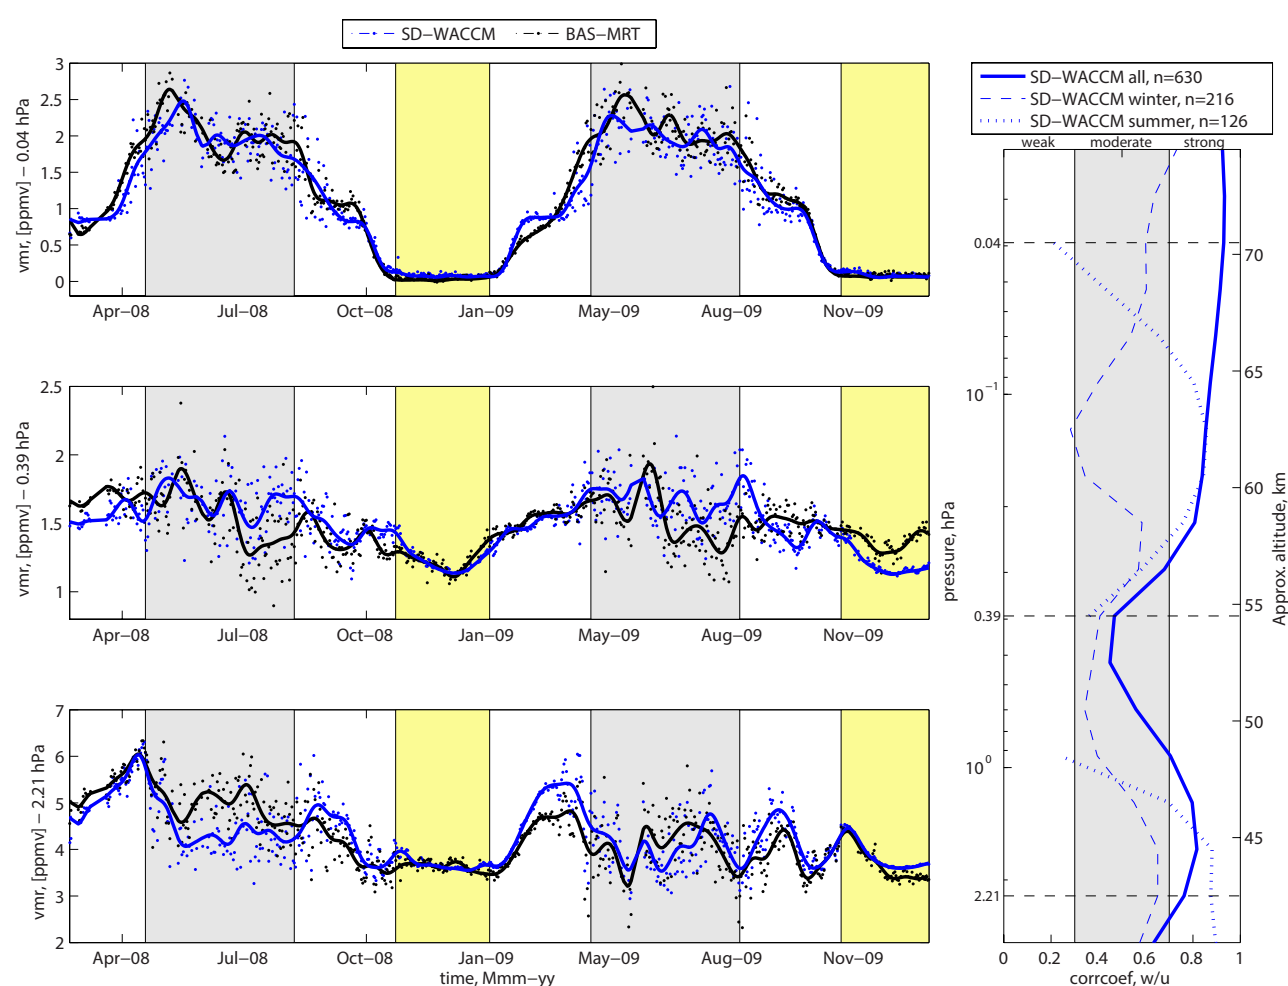 SD−WACCM BAS−MRT
vmr, [ppmv] − 0.04 hPa
3
2.5
2
1.5
1
0.5
0
Apr−08 Jul−08 Oct−08 Jan−09 May−09 Aug−09 Nov−09
vmr, [ppmv] − 0.39 hPa
2.5
2
1.5
1
Apr−08 Jul−08 Oct−08 Jan−09 May−09 Aug−09 Nov−09
vmr, [ppmv] − 2.21 hPa
7
6
5
4
3
2
Apr−08 Jul−08 Oct−08 Jan−09 May−09 Aug−09 Nov−09
time, Mmm−yy
SD−WACCM all, n=630
SD−WACCM winter, n=216
SD−WACCM summer, n=126
weak moderate strong
pressure, hPa
0.04
10⁻¹
0.39
10⁰
2.21
70
65
60
55
50
45
Approx. altitude, km
0 0.2 0.4 0.6 0.8 1
corrcoef, w/u